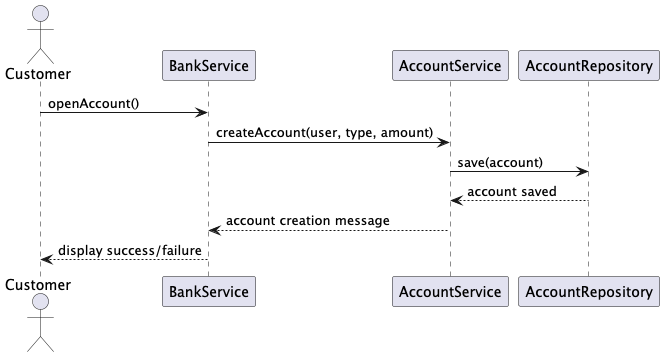 Customer
BankService
AccountService
AccountRepository
openAccount()
createAccount(user, type, amount)
save(account)
account saved
account creation message
display success/failure
Customer
BankService
AccountService
AccountRepository